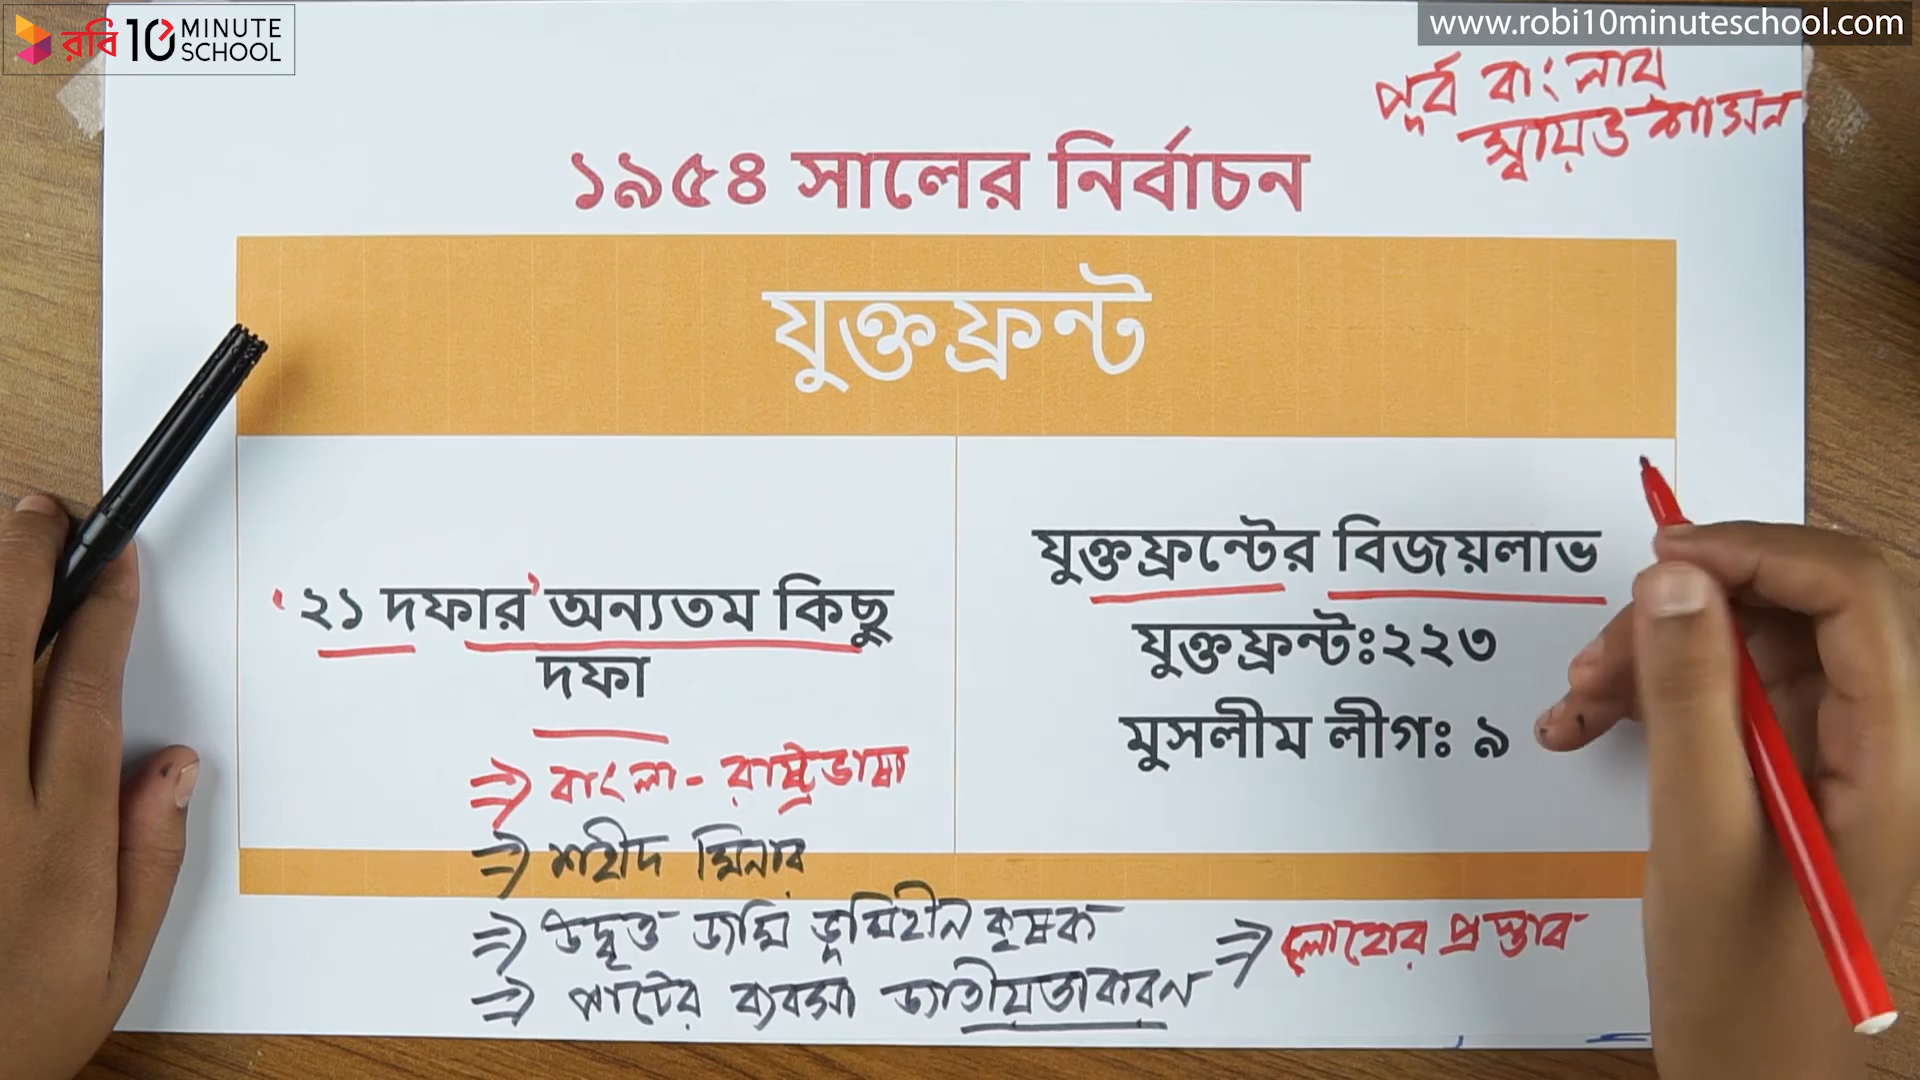 রবি 10 MINUTE SCHOOL
www.robi10minuteschool.com
পূর্ব বাংলায়
স্বায়ত্তশাসন
১৯৫৪ সালের নির্বাচন
যুক্তফ্রন্ট
'২১ দফার' অন্যতম কিছু
দফা
⇒ বাংলা - রাষ্ট্রভাষা
⇒ শহীদ মিনার
⇒ উদ্বৃত্ত জমি ভূমিহীন কৃষক
⇒ পাটের ব্যবসা জাতীয়তাকরণ
যুক্তফ্রন্টের বিজয়লাভ
যুক্তফ্রন্টঃ২২৩
মুসলীম লীগঃ ৯
⇒ লোহোর প্রস্তাব